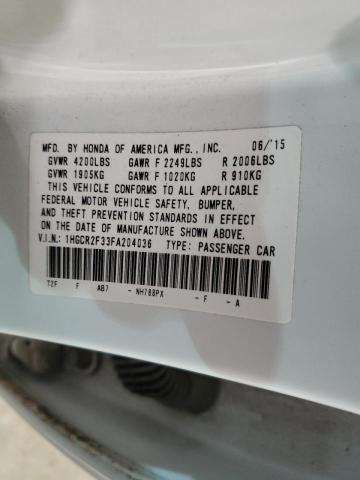 MFD. BY HONDA OF AMERICA MFG., INC. 06/15
GVWR 4200LBS GAWR F 2249LBS R 2006LBS
GVWR 1905KG GAWR F 1020KG R 910KG
THIS VEHICLE CONFORMS TO ALL APPLICABLE
FEDERAL MOTOR VEHICLE SAFETY, BUMPER,
AND THEFT PREVENTION STANDARDS IN EFFECT
ON THE DATE OF MANUFACTURE SHOWN ABOVE.
V.I.N.: 1HGCR2F33FA204036 TYPE: PASSENGER CAR
T2F F AB7 - NH788PX - F - A